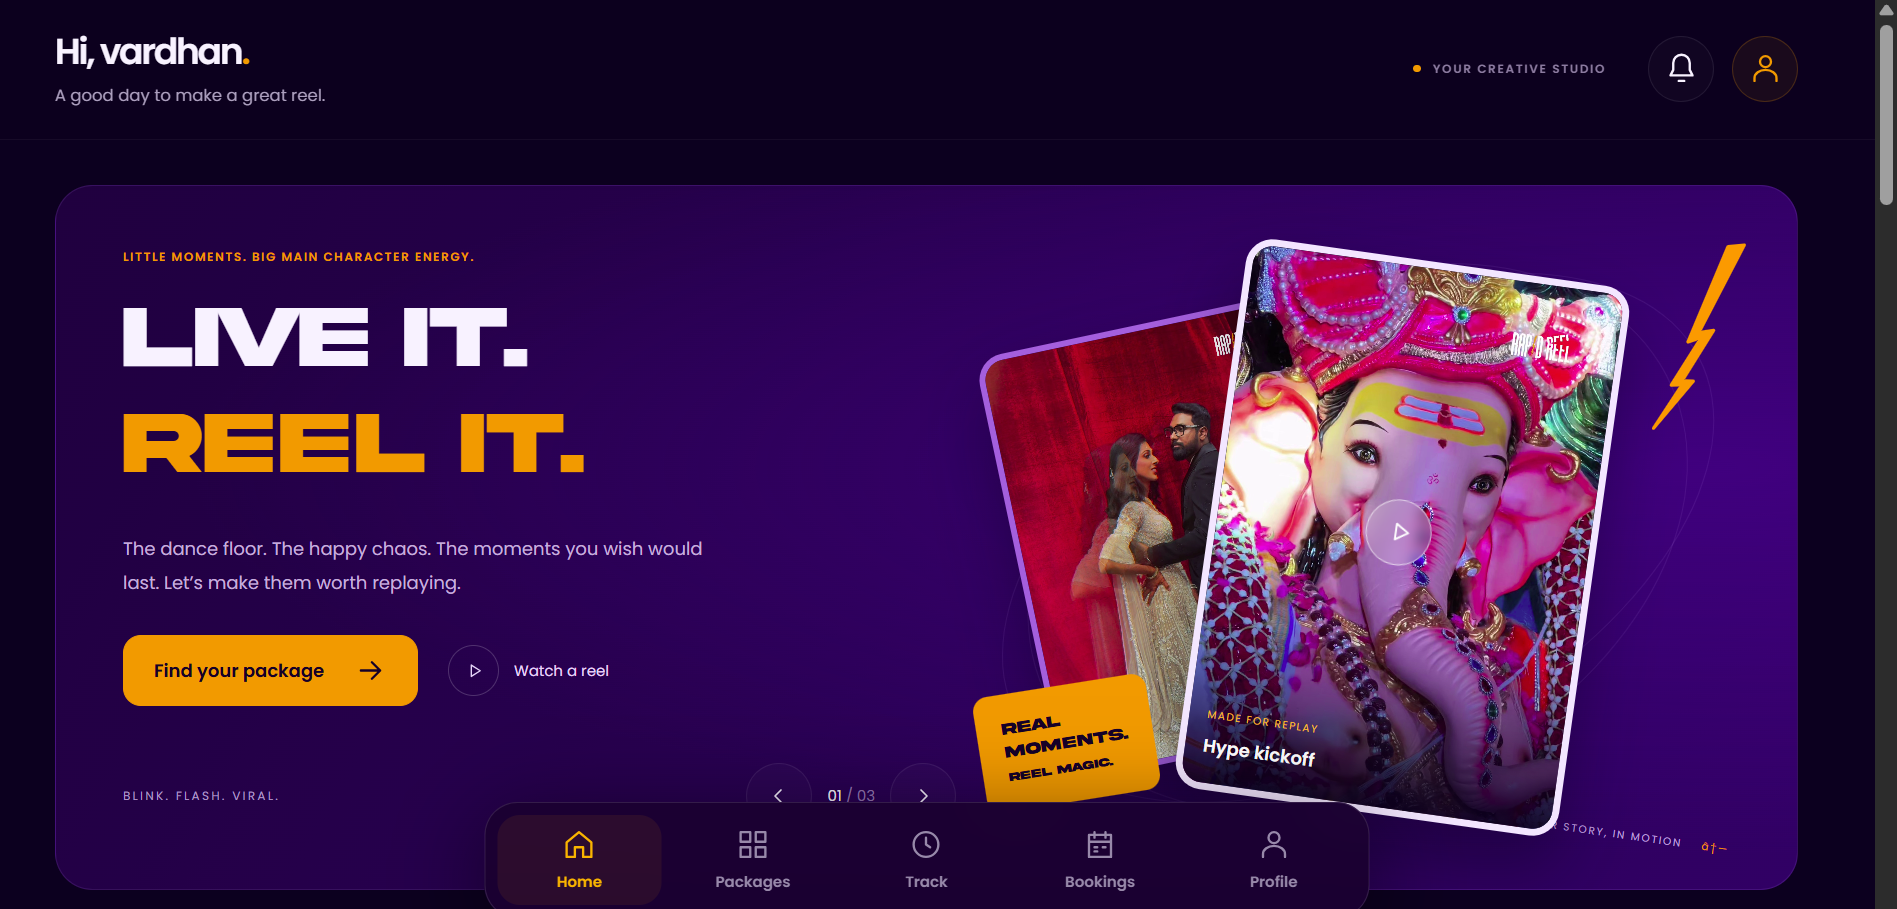 Hi, vardhan.
A good day to make a great reel.
YOUR CREATIVE STUDIO
LITTLE MOMENTS. BIG MAIN CHARACTER ENERGY.
LIVE IT.
REEL IT.
The dance floor. The happy chaos. The moments you wish would
last. Let’s make them worth replaying.
Find your package
Watch a reel
BLINK. FLASH. VIRAL.
01 / 03
RAP
RAP D REEL
ॐ
REAL
MOMENTS.
REEL MAGIC.
MADE FOR REPLAY
Hype kickoff
STORY, IN MOTION
Home
Packages
Track
Bookings
Profile